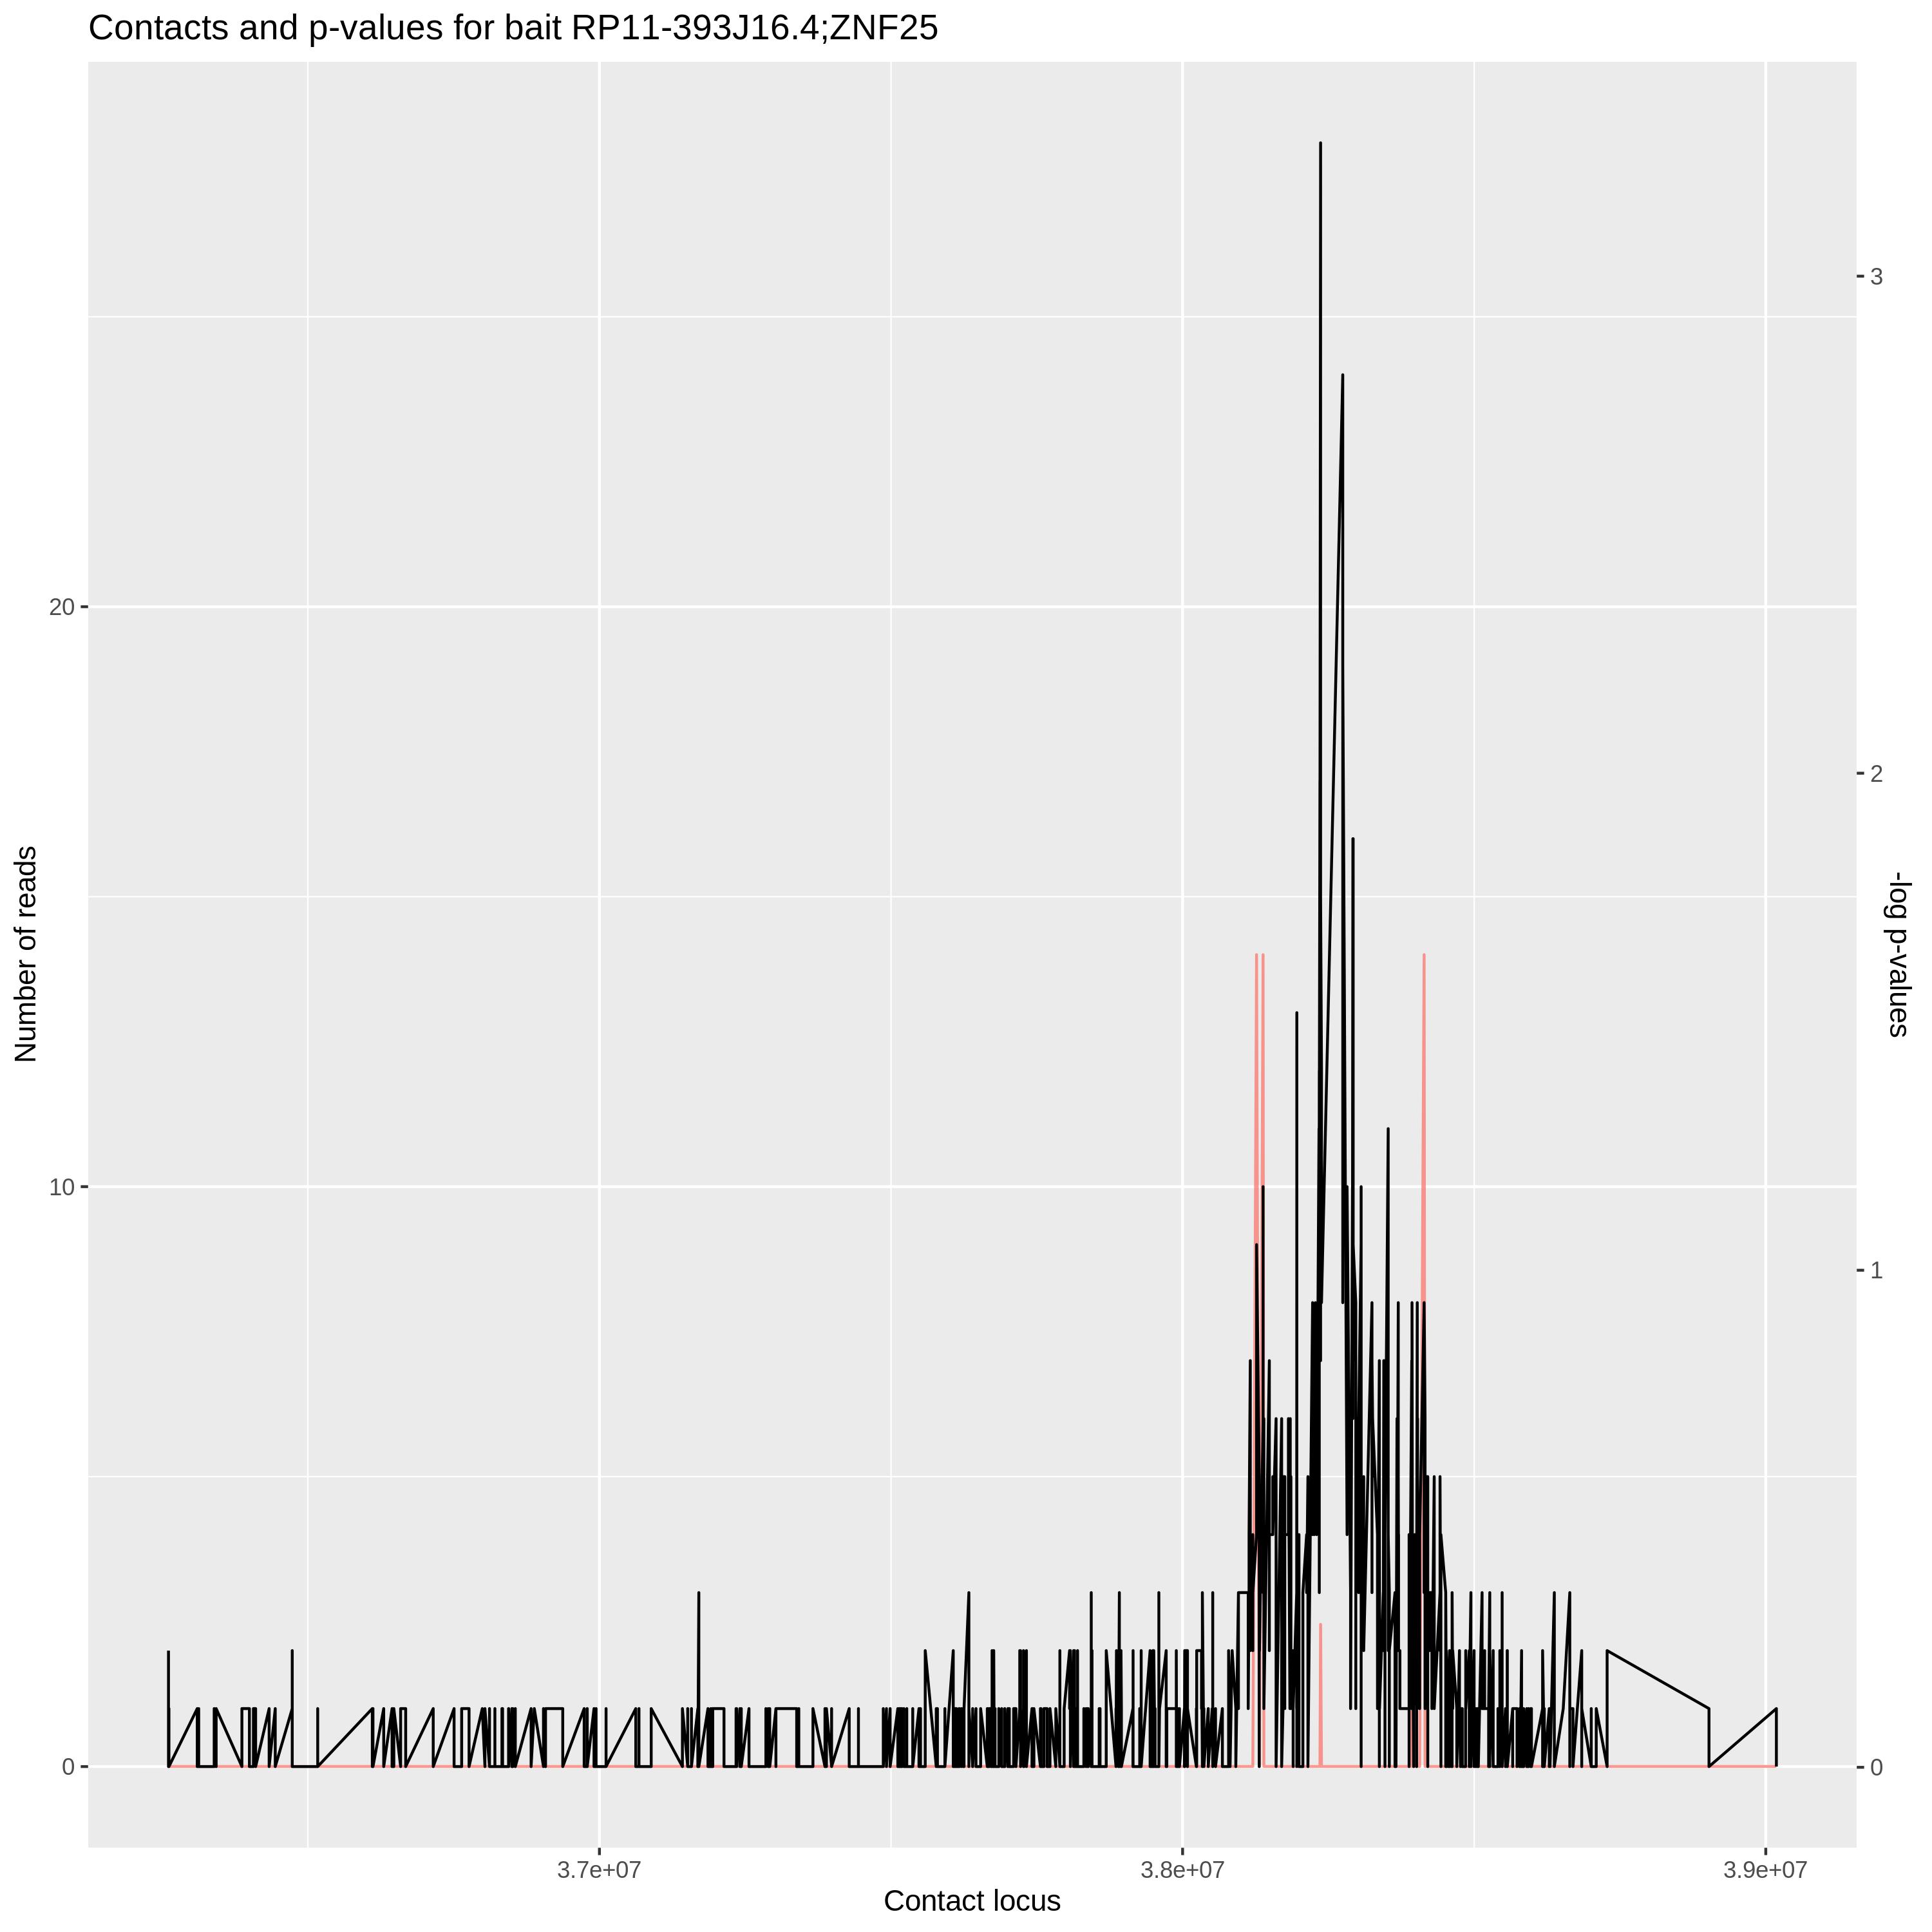 Contacts and p-values for bait RP11-393J16.4;ZNF25
Number of reads
20
10
0
3
2
1
0
-log p-values
3.7e+07
3.8e+07
3.9e+07
Contact locus